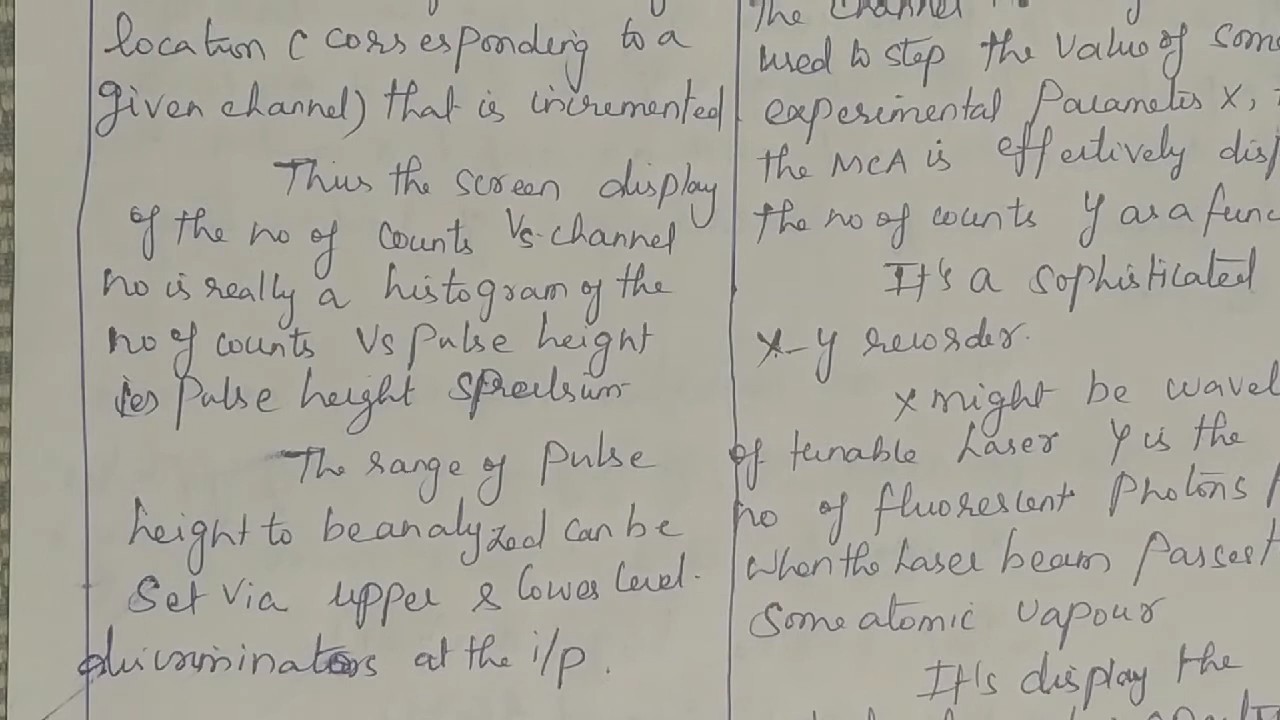 location (corresponding to a
given channel) that is incremented
Thus the screen display
of the no of counts Vs channel
no is really a histogram of the
no of counts Vs pulse height
pulse height
The range of pulse
height to be analyzed can be
Set via upper & lower level
discriminators at the i/p.
The channel
used to step the value of some
experimental Parameter x,
the MCA is effectively
the no of counts y as a
It's a sophisticated
x-y recorder.
x might be
of tunable Laser y is the
no of fluorescent photons
When the Laser beam
Some atomic vapour
It's display the